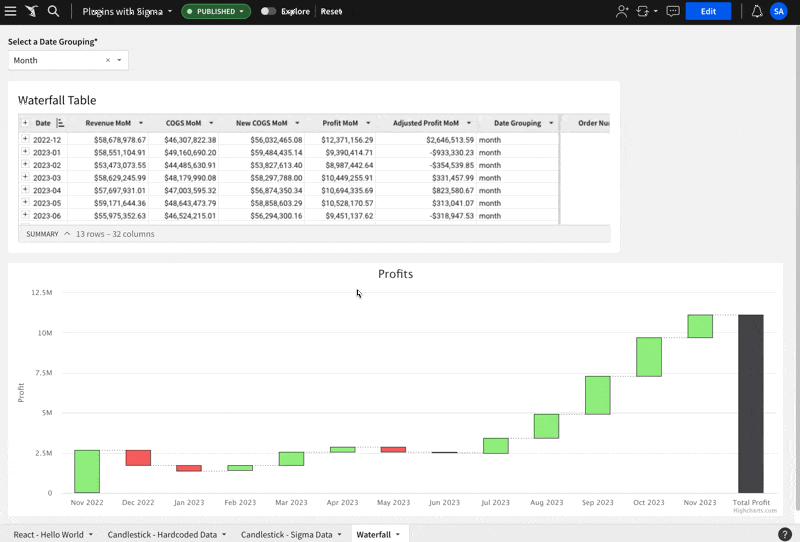 Plugins with Sigma PUBLISHED Explore Reset Edit SA
Select a Date Grouping*
Month
Waterfall Table
Date Revenue MoM COGS MoM New COGS MoM Profit MoM Adjusted Profit MoM Date Grouping Order Nu
2022-12 $58,678,978.67 $46,307,822.38 $56,032,465.08 $12,371,156.29 $2,646,513.59 month
2023-01 $58,551,104.91 $49,160,690.20 $59,484,435.14 $9,390,414.71 -$933,330.23 month
2023-02 $53,473,073.55 $44,485,630.91 $53,827,613.40 $8,987,442.64 -$354,539.85 month
2023-03 $58,629,245.99 $48,179,990.08 $58,297,788.00 $10,449,255.91 $331,457.99 month
2023-04 $57,697,931.01 $47,003,595.32 $56,874,350.34 $10,694,335.69 $823,580.67 month
2023-05 $59,171,644.36 $48,643,473.79 $58,858,603.29 $10,528,170.57 $313,041.07 month
2023-06 $55,975,352.63 $46,524,215.01 $56,294,300.16 $9,451,137.62 -$318,947.53 month
SUMMARY 13 rows – 32 columns
Profits
12.5M
10M
7.5M
5M
2.5M
0
Profit
Nov 2022 Dec 2022 Jan 2023 Feb 2023 Mar 2023 Apr 2023 May 2023 Jun 2023 Jul 2023 Aug 2023 Sep 2023 Oct 2023 Nov 2023 Total Profit
Highcharts.com
React - Hello World Candlestick - Hardcoded Data Candlestick - Sigma Data Waterfall ?